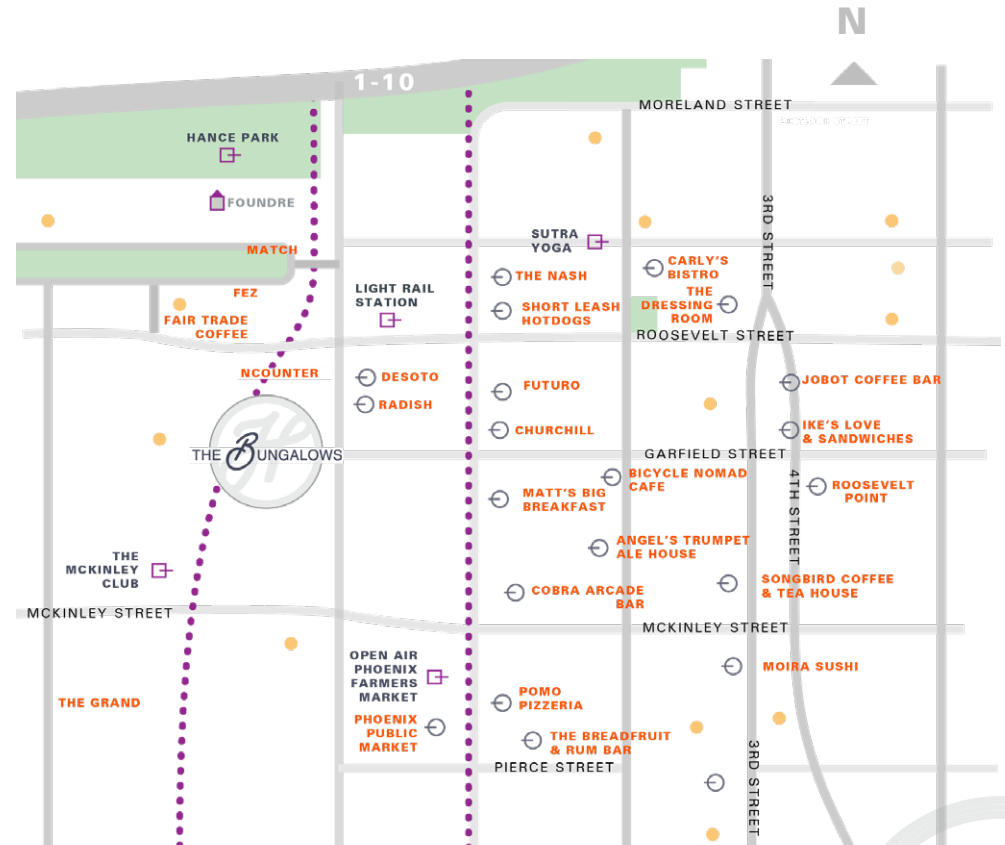 N
1-10
MORELAND STREET
HANCE PARK
FOUNDRE
3RD STREET
SUTRA
YOGA
MATCH
CARLY'S
BISTRO
THE NASH
LIGHT RAIL
STATION
FEZ
THE
DRESSING
ROOM
SHORT LEASH
HOTDOGS
FAIR TRADE
COFFEE
ROOSEVELT STREET
NCOUNTER
DESOTO
FUTURO
JOBOT COFFEE BAR
RADISH
CHURCHILL
IKE'S LOVE
& SANDWICHES
H
THE BUNGALOWS
GARFIELD STREET
BICYCLE NOMAD
CAFE
4TH STREET
ROOSEVELT
POINT
MATT'S BIG
BREAKFAST
ANGEL'S TRUMPET
ALE HOUSE
THE
MCKINLEY
CLUB
SONGBIRD COFFEE
& TEA HOUSE
COBRA ARCADE
BAR
MCKINLEY STREET
MCKINLEY STREET
OPEN AIR
PHOENIX
FARMERS
MARKET
MOIRA SUSHI
THE GRAND
POMO
PIZZERIA
PHOENIX
PUBLIC
MARKET
THE BREADFRUIT
& RUM BAR
3RD STREET
PIERCE STREET